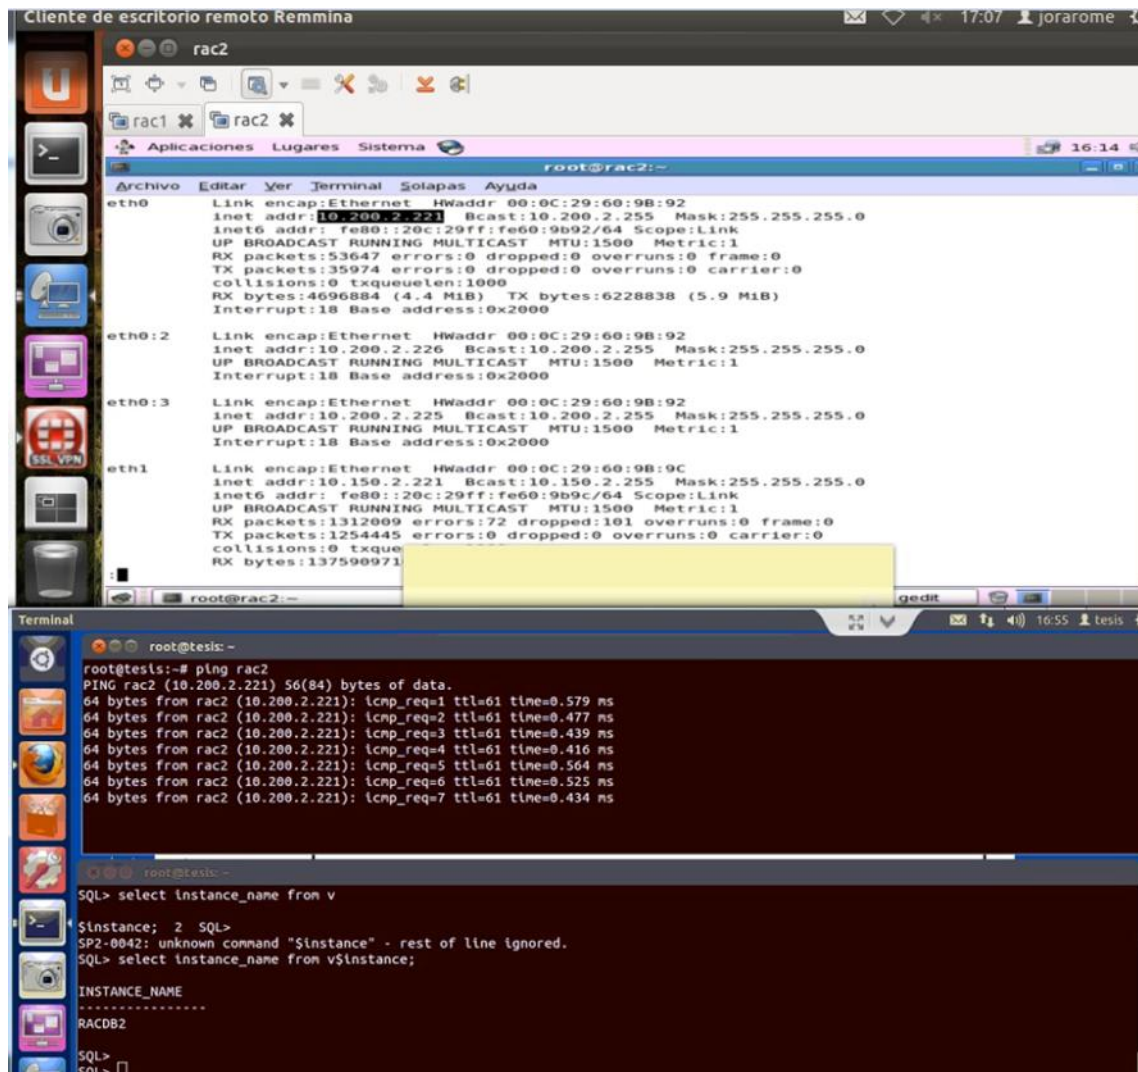 Cliente de escritorio remoto Remmina 17:07 jorarome
rac2
rac1 rac2
Aplicaciones Lugares Sistema 16:14
root@rac2:~
Archivo Editar Ver Terminal Solapas Ayuda
eth0 Link encap:Ethernet HWaddr 00:0C:29:60:9B:92
inet addr:10.200.2.221 Bcast:10.200.2.255 Mask:255.255.255.0
inet6 addr: fe80::20c:29ff:fe60:9b92/64 Scope:Link
UP BROADCAST RUNNING MULTICAST MTU:1500 Metric:1
RX packets:53647 errors:0 dropped:0 overruns:0 frame:0
TX packets:35974 errors:0 dropped:0 overruns:0 carrier:0
collisions:0 txqueuelen:1000
RX bytes:4696884 (4.4 MiB) TX bytes:6228838 (5.9 MiB)
Interrupt:18 Base address:0x2000
eth0:2 Link encap:Ethernet HWaddr 00:0C:29:60:9B:92
inet addr:10.200.2.226 Bcast:10.200.2.255 Mask:255.255.255.0
UP BROADCAST RUNNING MULTICAST MTU:1500 Metric:1
Interrupt:18 Base address:0x2000
eth0:3 Link encap:Ethernet HWaddr 00:0C:29:60:9B:92
inet addr:10.200.2.225 Bcast:10.200.2.255 Mask:255.255.255.0
UP BROADCAST RUNNING MULTICAST MTU:1500 Metric:1
Interrupt:18 Base address:0x2000
eth1 Link encap:Ethernet HWaddr 00:0C:29:60:9B:9C
inet addr:10.150.2.221 Bcast:10.150.2.255 Mask:255.255.255.0
inet6 addr: fe80::20c:29ff:fe60:9b9c/64 Scope:Link
UP BROADCAST RUNNING MULTICAST MTU:1500 Metric:1
RX packets:1312009 errors:72 dropped:101 overruns:0 frame:0
TX packets:1254445 errors:0 dropped:0 overruns:0 carrier:0
collisions:0 txque
RX bytes:137590971
:
SSL VPN
root@rac2:~ gedit
Terminal 16:55 tesis
root@tesis: ~
root@tesis:~# ping rac2
PING rac2 (10.200.2.221) 56(84) bytes of data.
64 bytes from rac2 (10.200.2.221): icmp_req=1 ttl=61 time=0.579 ms
64 bytes from rac2 (10.200.2.221): icmp_req=2 ttl=61 time=0.477 ms
64 bytes from rac2 (10.200.2.221): icmp_req=3 ttl=61 time=0.439 ms
64 bytes from rac2 (10.200.2.221): icmp_req=4 ttl=61 time=0.416 ms
64 bytes from rac2 (10.200.2.221): icmp_req=5 ttl=61 time=0.564 ms
64 bytes from rac2 (10.200.2.221): icmp_req=6 ttl=61 time=0.525 ms
64 bytes from rac2 (10.200.2.221): icmp_req=7 ttl=61 time=0.434 ms
root@tesis: ~
SQL> select instance_name from v
$instance; 2 SQL>
SP2-0042: unknown command "$instance" - rest of line ignored.
SQL> select instance_name from v$instance;
INSTANCE_NAME
----------------
RACDB2
SQL>
SQL>